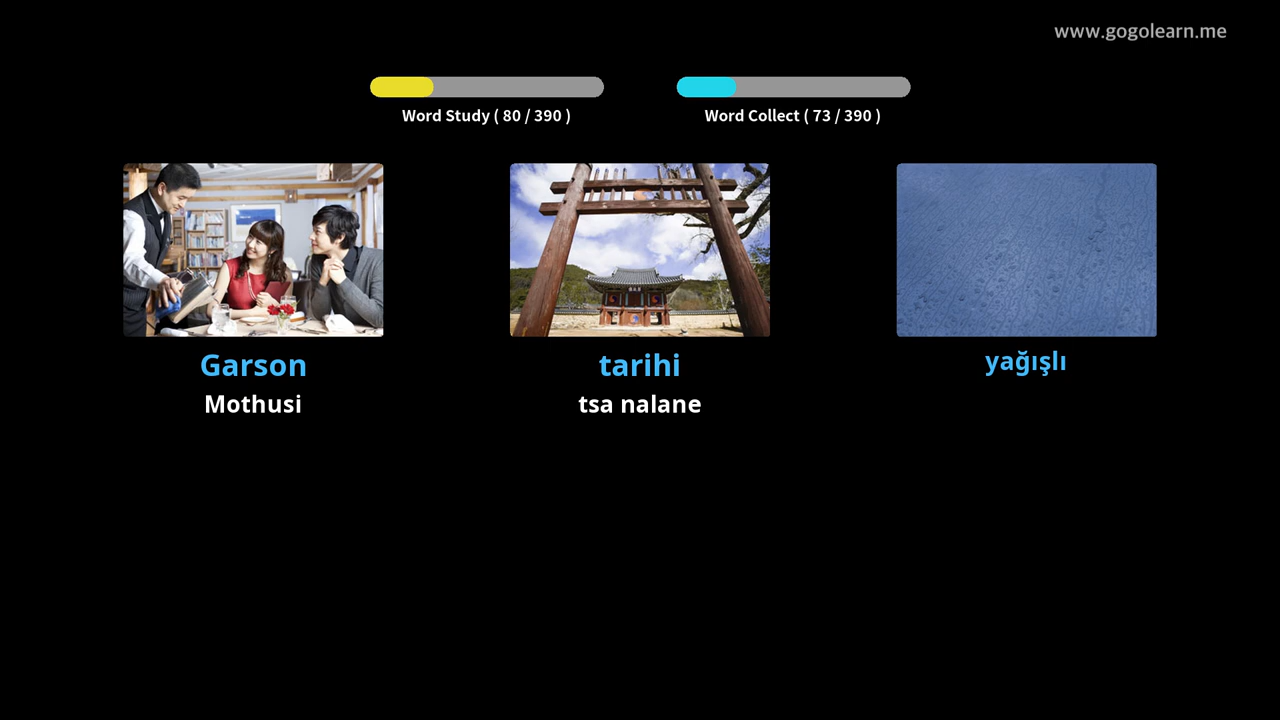 www.gogolearn.me
Word Study ( 80 / 390 )
Word Collect ( 73 / 390 )
Garson
Mothusi
tarihi
tsa nalane
yağışlı